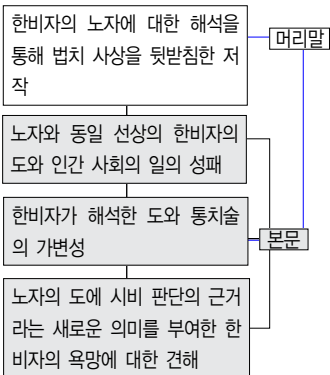 한비자의 노자에 대한 해석을
통해 법치 사상을 뒷받침한 저
작
머리말
노자와 동일 선상의 한비자의
도와 인간 사회의 일의 성패
한비자가 해석한 도와 통치술
의 가변성
본문
노자의 도에 시비 판단의 근거
라는 새로운 의미를 부여한 한
비자의 욕망에 대한 견해